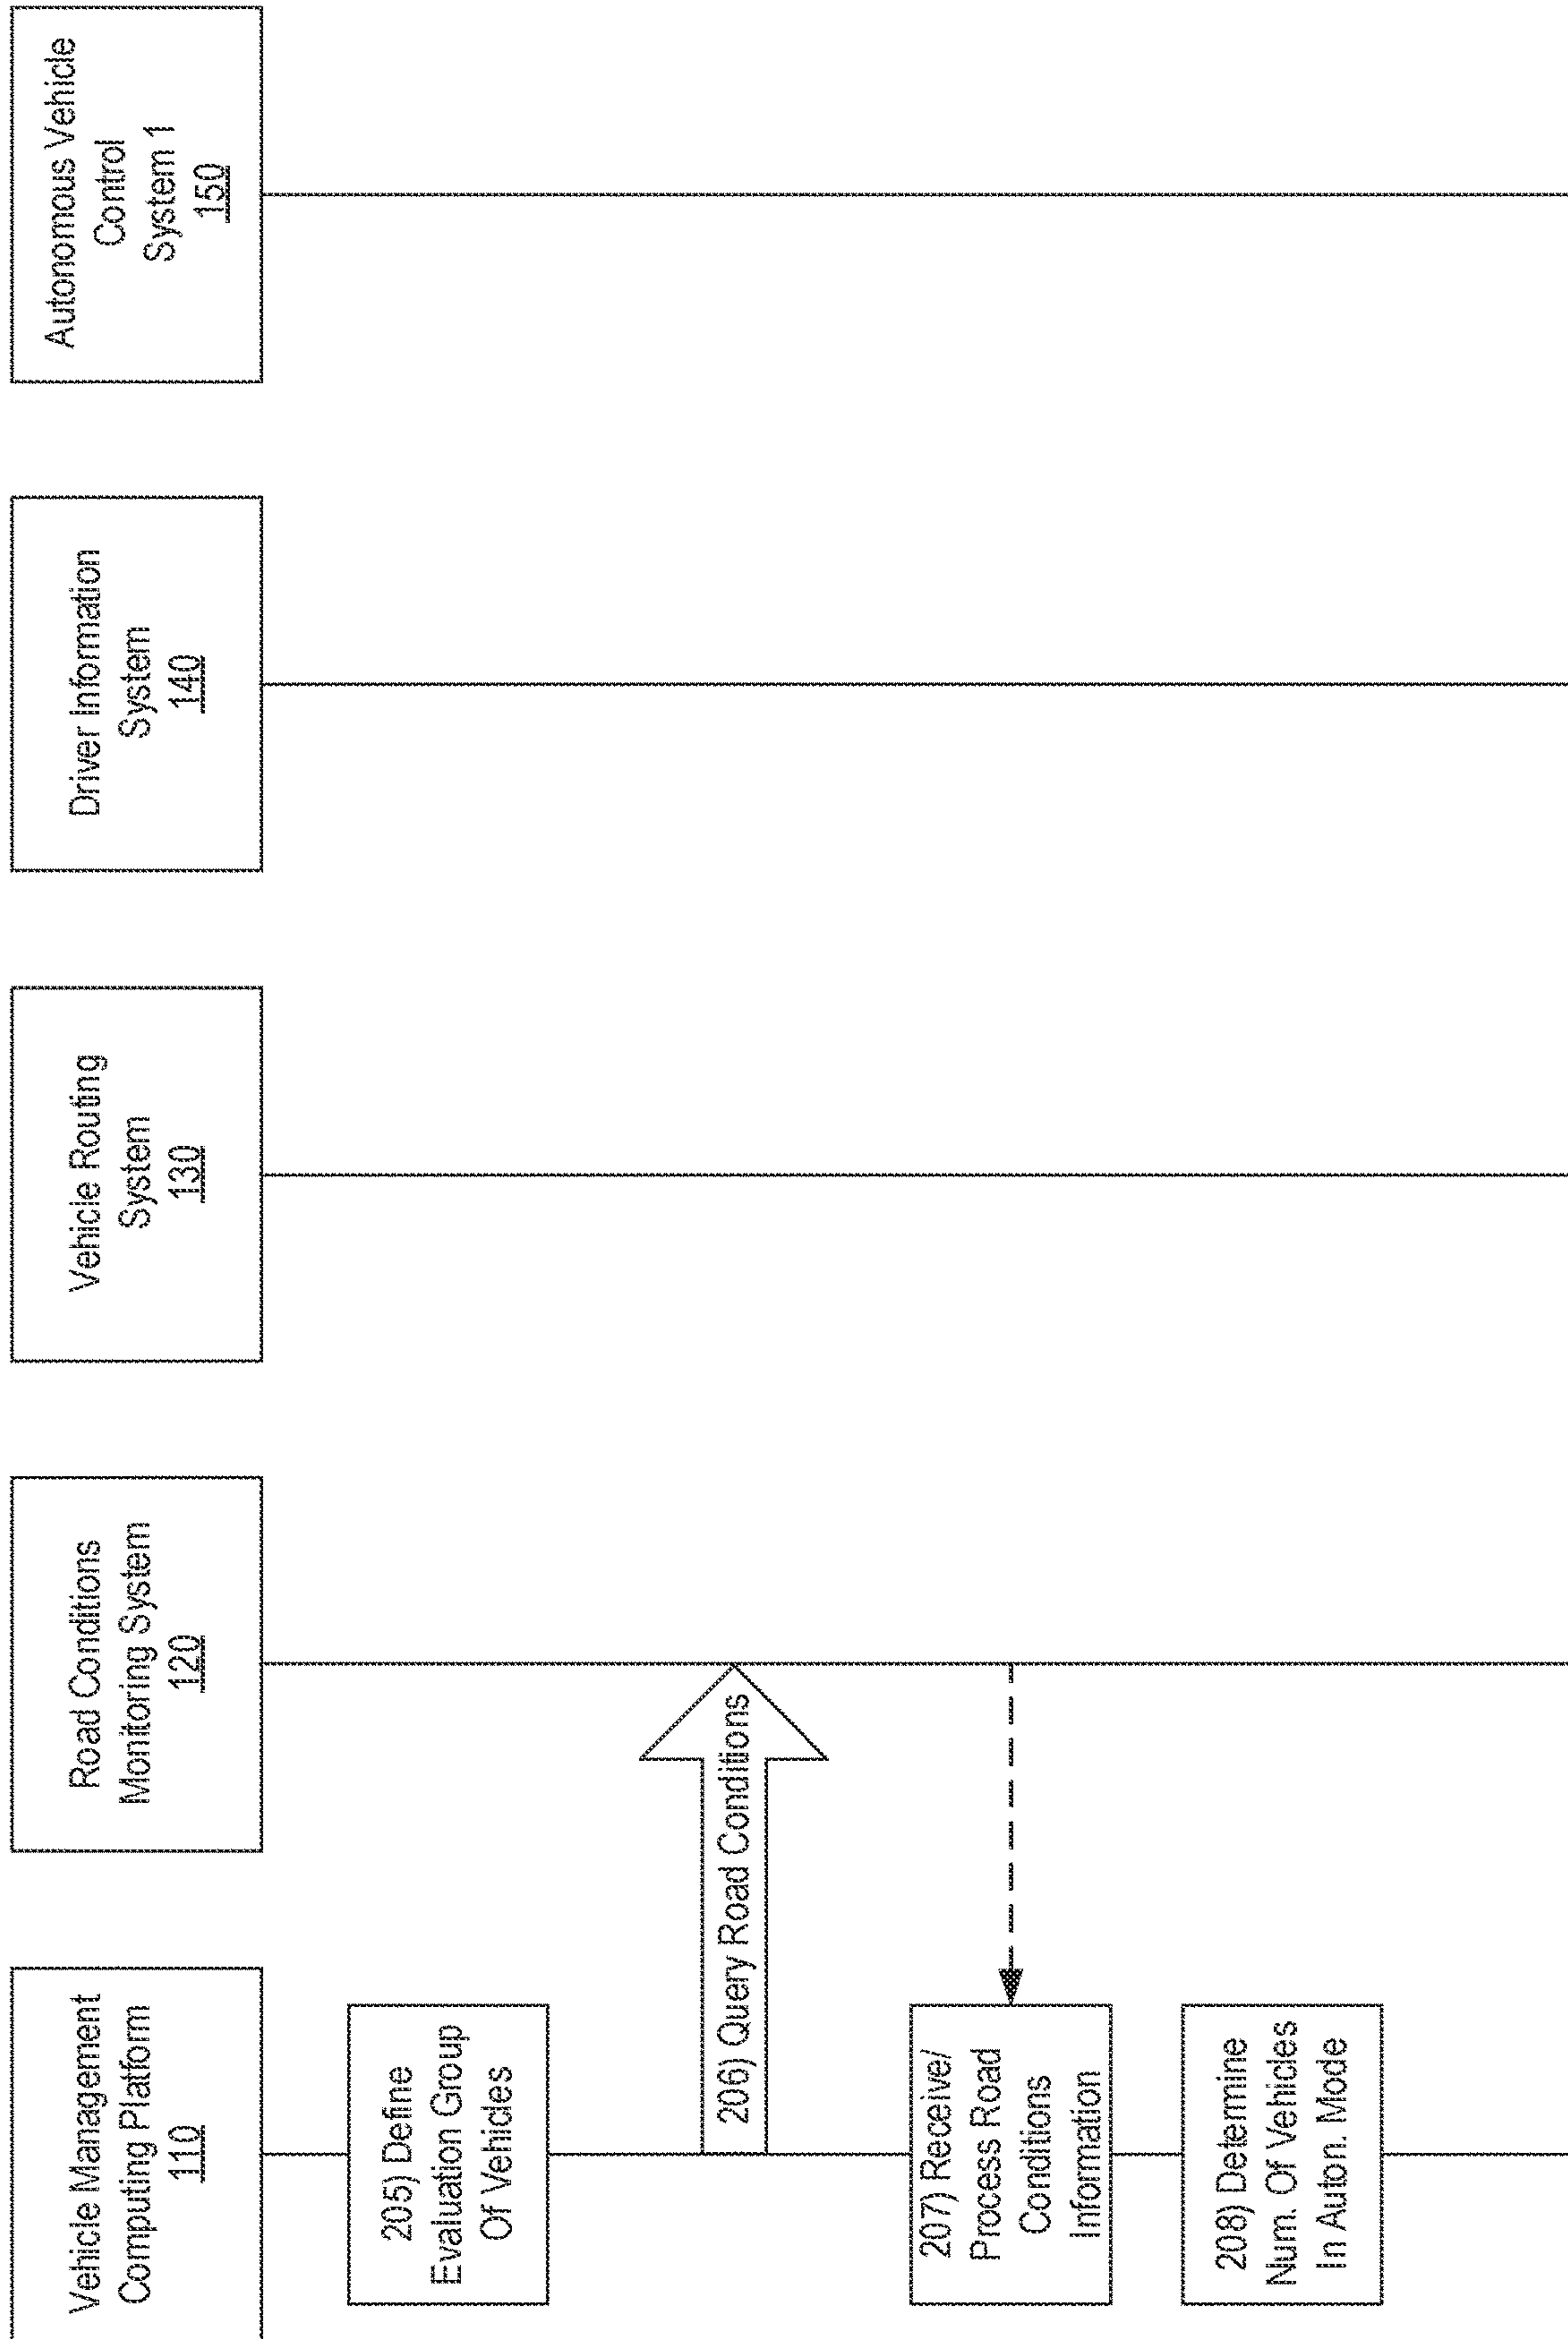 Vehicle Management
Computing Platform
110
Road Conditions
Monitoring System
120
Vehicle Routing
System
130
Driver Information
System
140
Autonomous Vehicle
Control
System 1
150
205) Define
Evaluation Group
Of Vehicles
206) Query Road Conditions
207) Receive/
Process Road
Conditions
Information
208) Determine
Num. Of Vehicles
In Auton. Mode